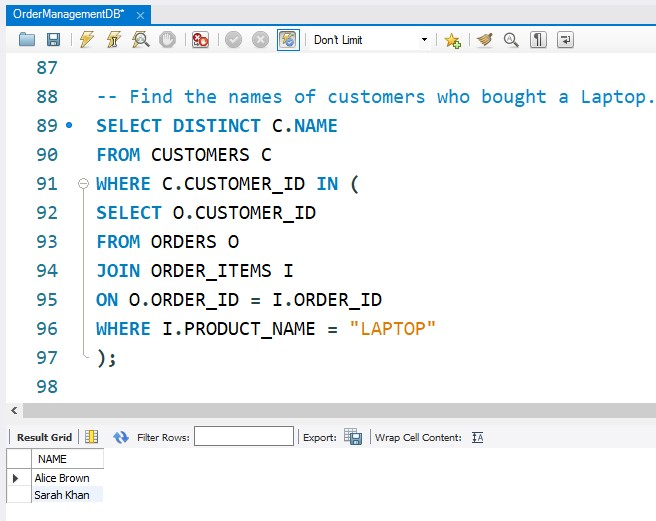 OrderManagementDB*
Don't Limit
87
88 -- Find the names of customers who bought a Laptop.
89 SELECT DISTINCT C.NAME
90 FROM CUSTOMERS C
91 WHERE C.CUSTOMER_ID IN (
92 SELECT O.CUSTOMER_ID
93 FROM ORDERS O
94 JOIN ORDER_ITEMS I
95 ON O.ORDER_ID = I.ORDER_ID
96 WHERE I.PRODUCT_NAME = "LAPTOP"
97 );
98
Result Grid Filter Rows: Export: Wrap Cell Content: IA
NAME
Alice Brown
Sarah Khan